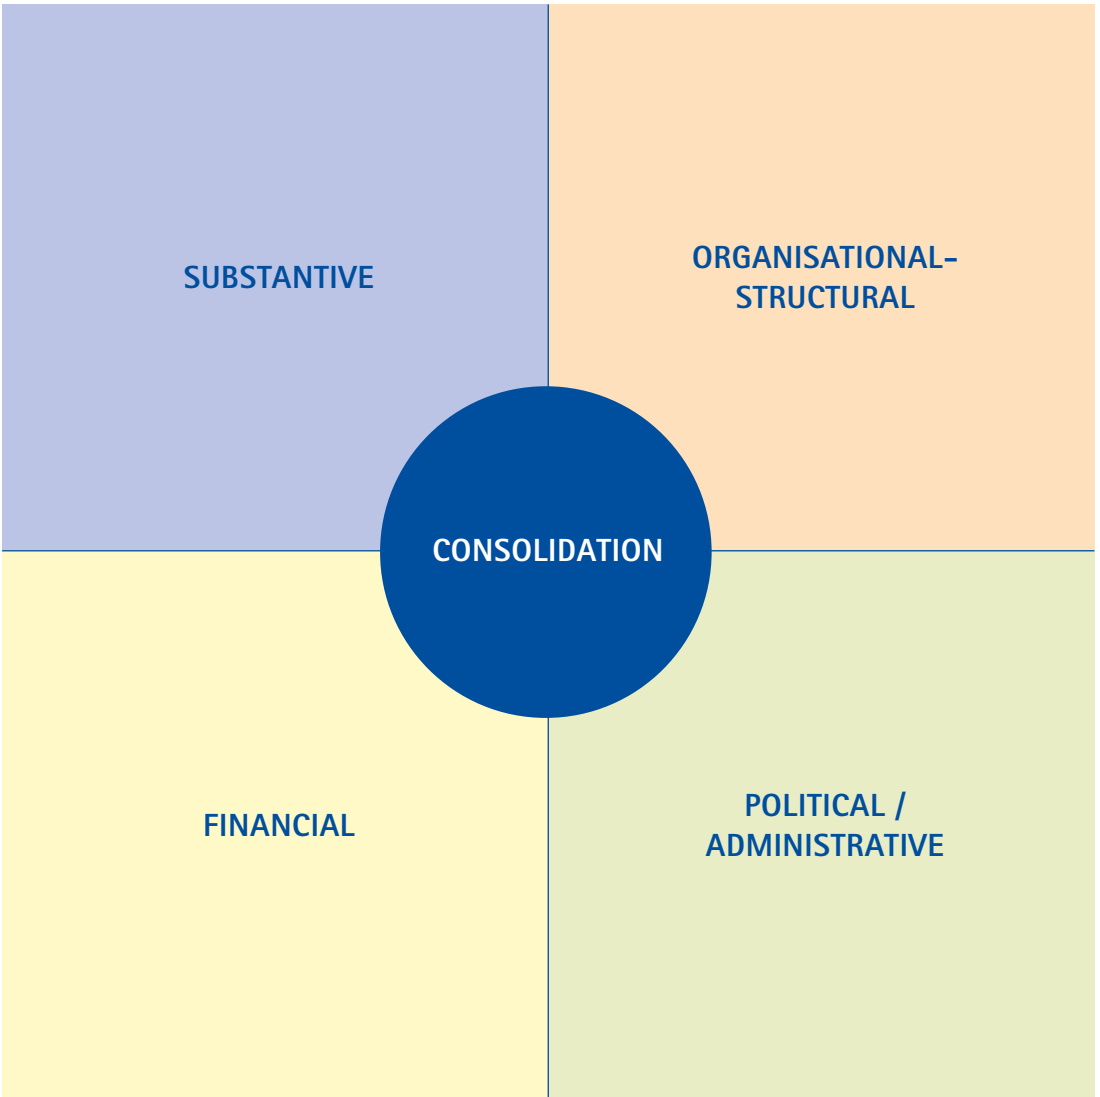 SUBSTANTIVE
ORGANISATIONAL-
STRUCTURAL
CONSOLIDATION
FINANCIAL
POLITICAL /
ADMINISTRATIVE